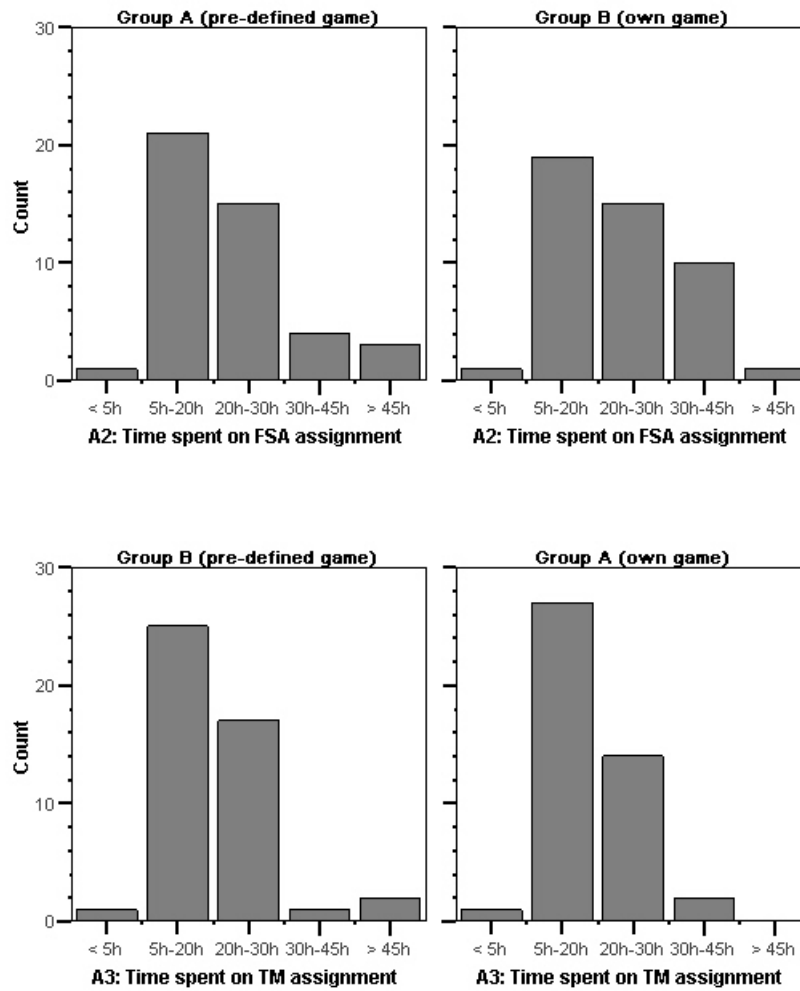 Group A (pre-defined game) Group B (own game)
30
20
10
0
Count
< 5h 5h-20h 20h-30h 30h-45h > 45h < 5h 5h-20h 20h-30h 30h-45h > 45h
A2: Time spent on FSA assignment A2: Time spent on FSA assignment
Group B (pre-defined game) Group A (own game)
30
20
10
0
Count
< 5h 5h-20h 20h-30h 30h-45h > 45h < 5h 5h-20h 20h-30h 30h-45h > 45h
A3: Time spent on TM assignment A3: Time spent on TM assignment